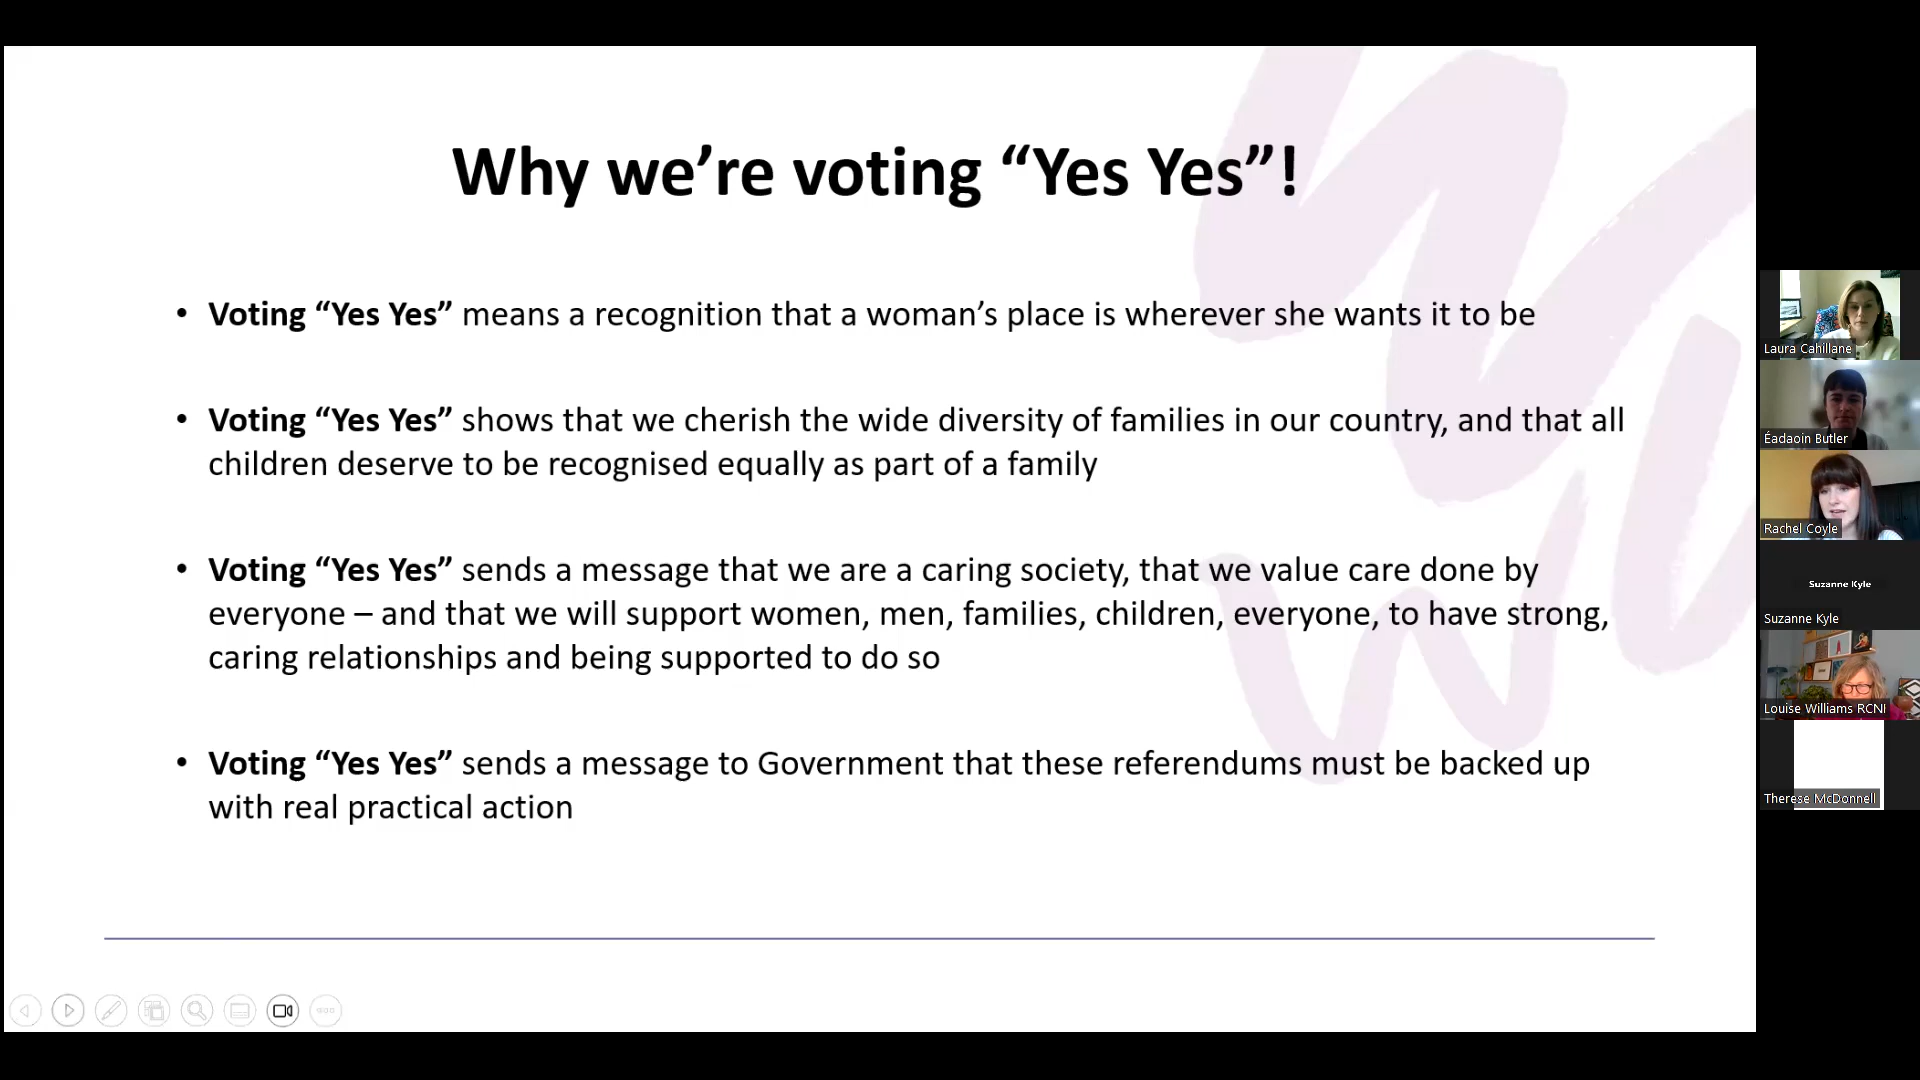 Why we’re voting “Yes Yes”!
• Voting “Yes Yes” means a recognition that a woman’s place is wherever she wants it to be
• Voting “Yes Yes” shows that we cherish the wide diversity of families in our country, and that all
children deserve to be recognised equally as part of a family
• Voting “Yes Yes” sends a message that we are a caring society, that we value care done by
everyone – and that we will support women, men, families, children, everyone, to have strong,
caring relationships and being supported to do so
• Voting “Yes Yes” sends a message to Government that these referendums must be backed up
with real practical action
Laura Cahillane
Éadaoin Butler
Rachel Coyle
Suzanne Kyle
Suzanne Kyle
Louise Williams RCNI
Therese McDonnell